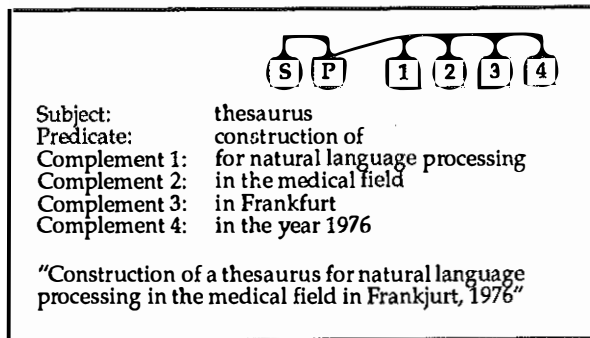 S P 1 2 3 4
Subject: thesaurus
Predicate: construction of
Complement 1: for natural language processing
Complement 2: in the medical field
Complement 3: in Frankfurt
Complement 4: in the year 1976
"Construction of a thesaurus for natural language
processing in the medical field in Frankjurt, 1976"